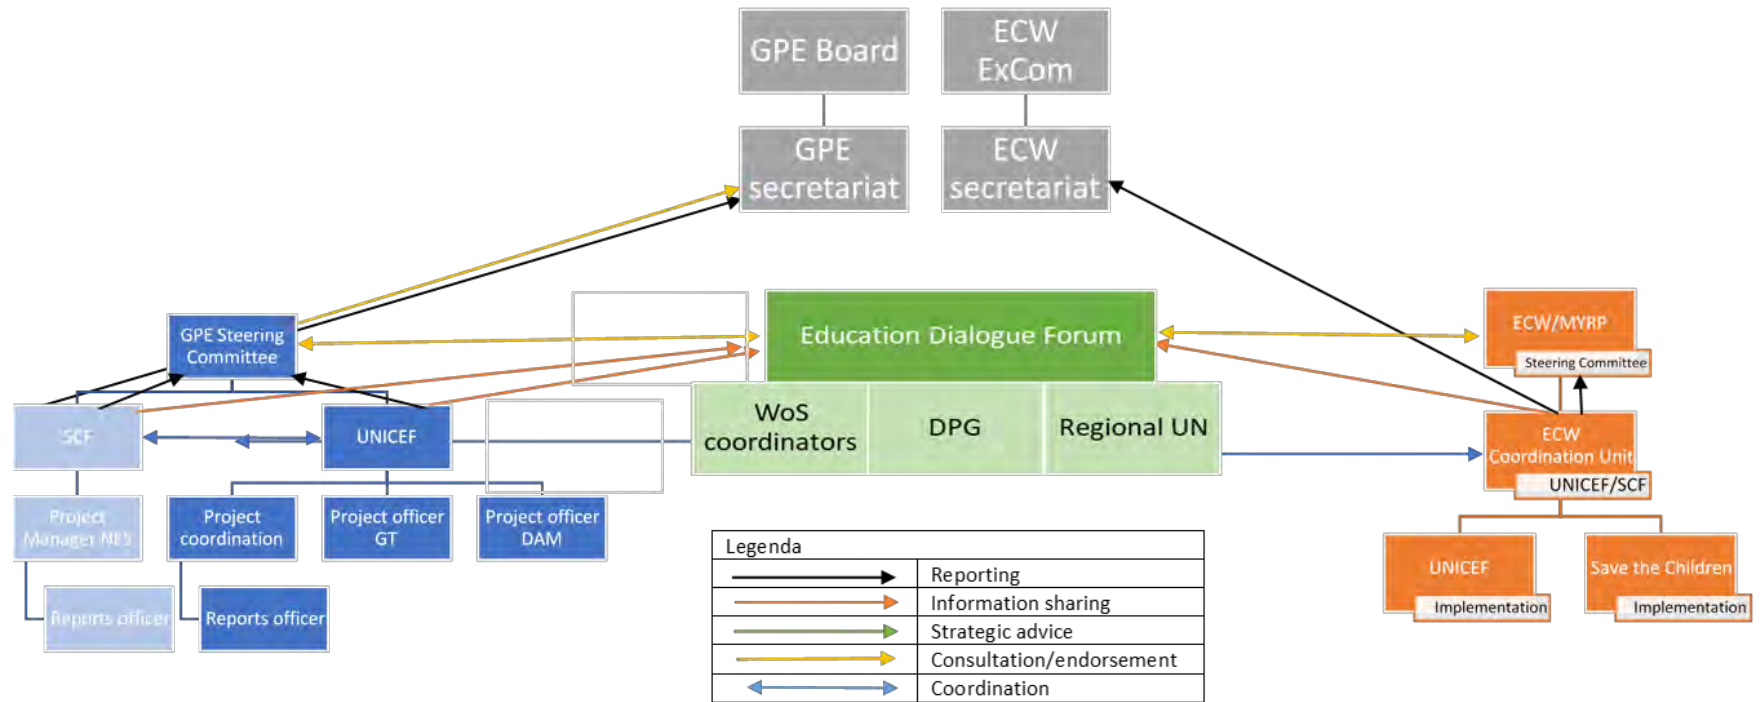 GPE Board
ECW
ExCom
GPE
secretariat
ECW
secretariat
GPE Steering
Committee
Education Dialogue Forum
ECW/MYRP
Steering Committee
SCF
UNICEF
WoS
coordinators
DPG
Regional UN
ECW
Coordination Unit
UNICEF/SCF
Project
Manager NES
Project
coordination
Project officer
GT
Project officer
DAM
Reports officer
Reports officer
UNICEF
Implementation
Save the Children
Implementation
Legenda
Reporting
Information sharing
Strategic advice
Consultation/endorsement
Coordination